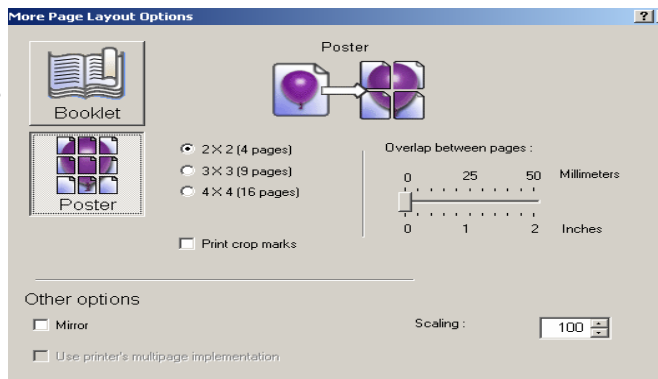 More Page Layout Options
?
Poster
Booklet
Poster
2 X 2 (4 pages)
3 X 3 (9 pages)
4 X 4 (16 pages)
Print crop marks
Overlap between pages :
0 25 50 Millimeters
0 1 2 Inches
Other options
Mirror
Scaling : 100
Use printer's multipage implementation